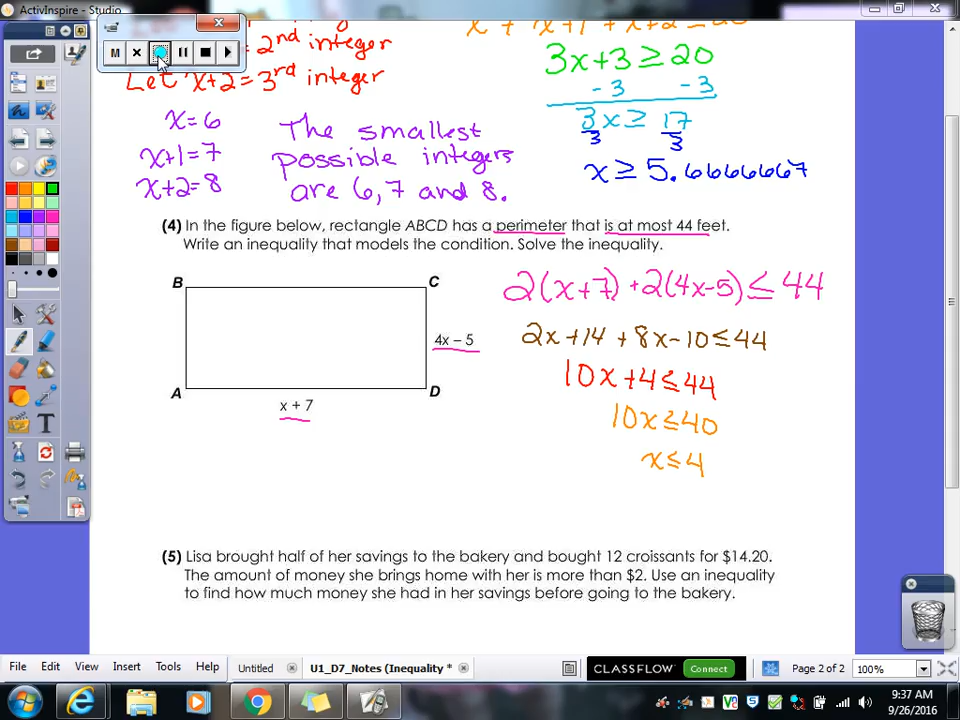 ActivInspire - Studio
= 2nd integer
Let x+2 = 3rd integer
3x+3 ≥ 20
-3 -3
3x ≥ 17
3 3
x ≥ 5.6666667
x=6
x+1=7
x+2=8
The smallest
possible integers
are 6, 7 and 8.
(4) In the figure below, rectangle ABCD has a perimeter that is at most 44 feet.
Write an inequality that models the condition. Solve the inequality.
B C
4x – 5
A D
x + 7
2(x+7) +2(4x-5) ≤ 44
2x+14 +8x-10 ≤ 44
10x+4 ≤ 44
10x ≤ 40
x ≤ 4
(5) Lisa brought half of her savings to the bakery and bought 12 croissants for $14.20.
The amount of money she brings home with her is more than $2. Use an inequality
to find how much money she had in her savings before going to the bakery.
File Edit View Insert Tools Help Untitled U1_D7_Notes (Inequality * CLASSFLOW Connect Page 2 of 2 100%
9:37 AM
9/26/2016